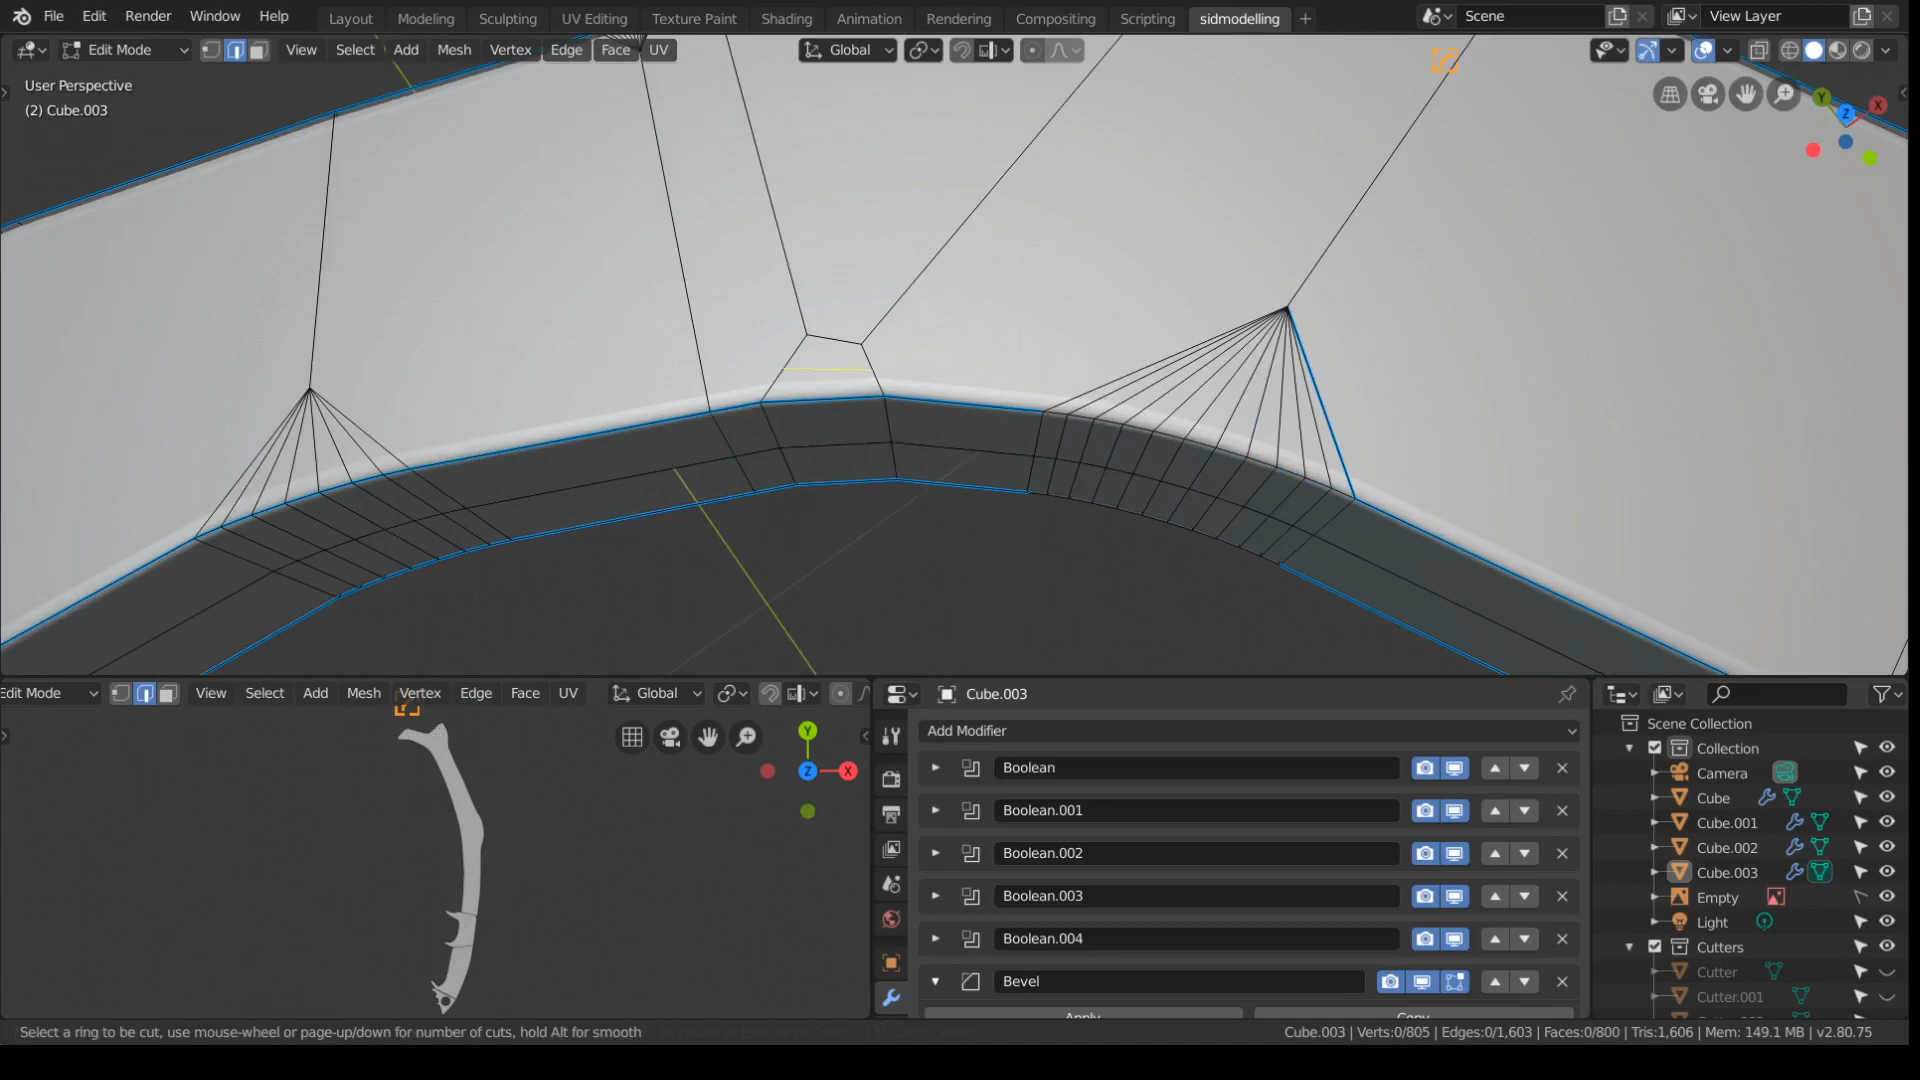 File Edit Render Window Help Layout Modeling Sculpting UV Editing Texture Paint Shading Animation Rendering Compositing Scripting sidmodelling + Scene View Layer
Edit Mode View Select Add Mesh Vertex Edge Face UV Global
User Perspective
(2) Cube.003
Y
X
Z
Edit Mode View Select Add Mesh Vertex Edge Face UV Global
Y
Z
X
Cube.003
Add Modifier
Boolean
Boolean.001
Boolean.002
Boolean.003
Boolean.004
Bevel
Apply Copy
Scene Collection
Collection
Camera
Cube
Cube.001
Cube.002
Cube.003
Empty
Light
Cutters
Cutter
Cutter.001
Select a ring to be cut, use mouse-wheel or page-up/down for number of cuts, hold Alt for smooth
Cube.003 | Verts:0/805 | Edges:0/1,603 | Faces:0/800 | Tris:1,606 | Mem: 149.1 MB | v2.80.75